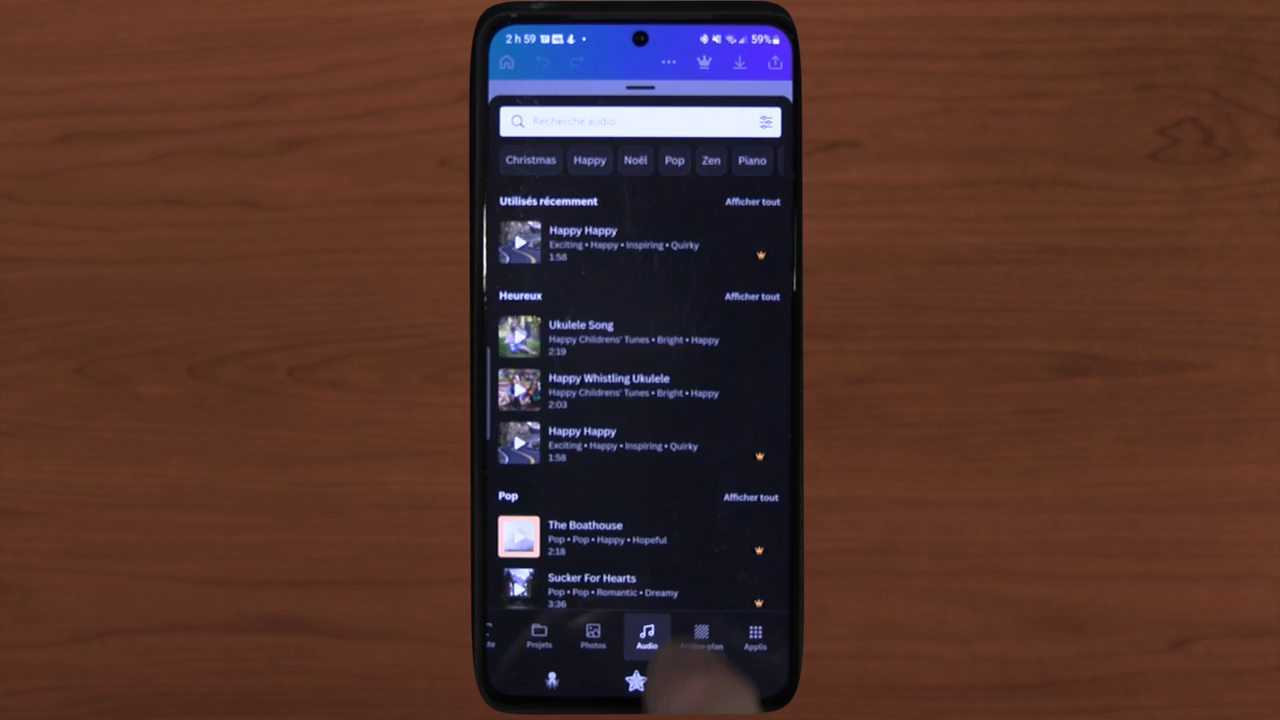 2 h 59
59%
Recherche audio
Christmas Happy Noël Pop Zen Piano
Utilisés récemment Afficher tout
Happy Happy
Exciting • Happy • Inspiring • Quirky
1:58
Heureux Afficher tout
Ukulele Song
Happy Childrens' Tunes • Bright • Happy
2:19
Happy Whistling Ukulele
Happy Childrens' Tunes • Bright • Happy
2:03
Happy Happy
Exciting • Happy • Inspiring • Quirky
1:58
Pop Afficher tout
The Boathouse
Pop • Pop • Happy • Hopeful
2:18
Sucker For Hearts
Pop • Pop • Romantic • Dreamy
3:36
Projets Photos Audio Arrière-plan Applis